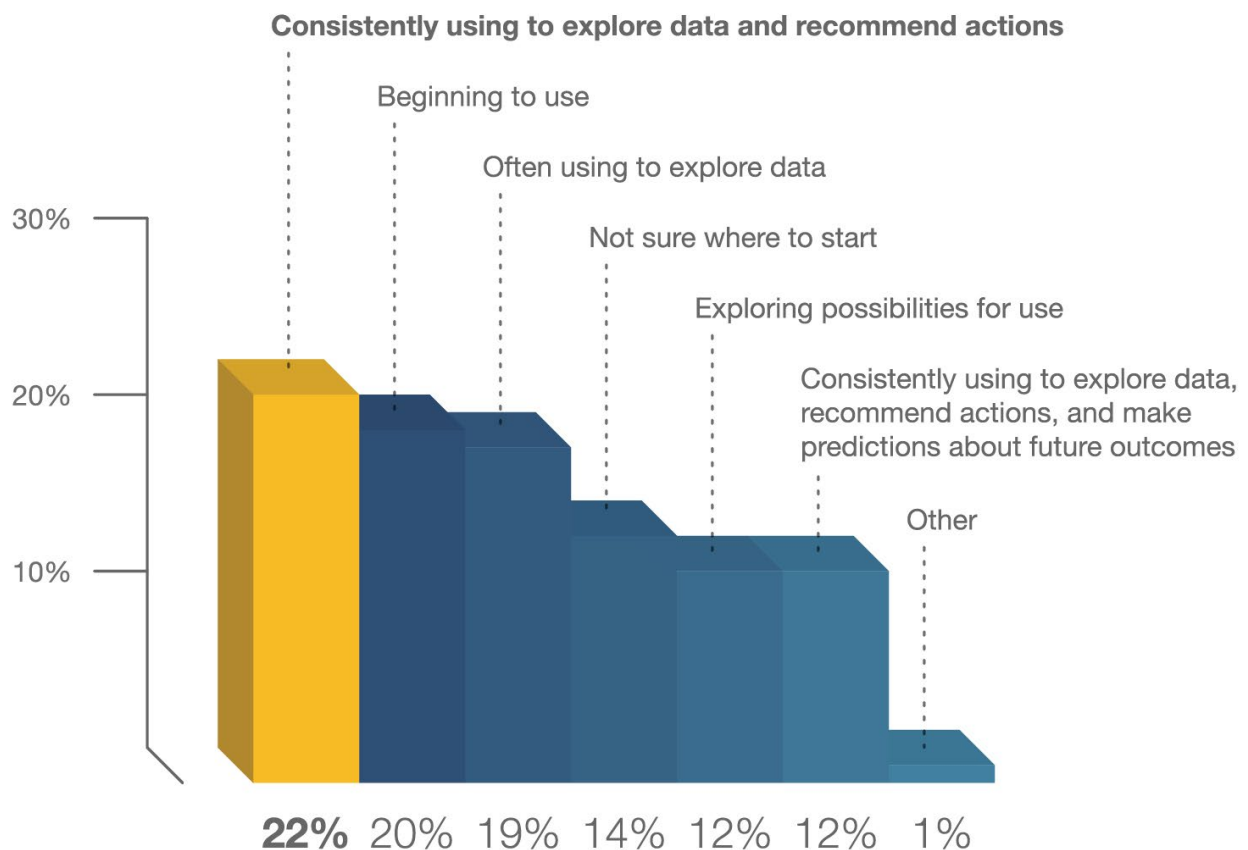 Consistently using to explore data and recommend actions
Beginning to use
Often using to explore data
30%
Not sure where to start
Exploring possibilities for use
Consistently using to explore data,
recommend actions, and make
predictions about future outcomes
20%
Other
10%
22% 20% 19% 14% 12% 12% 1%